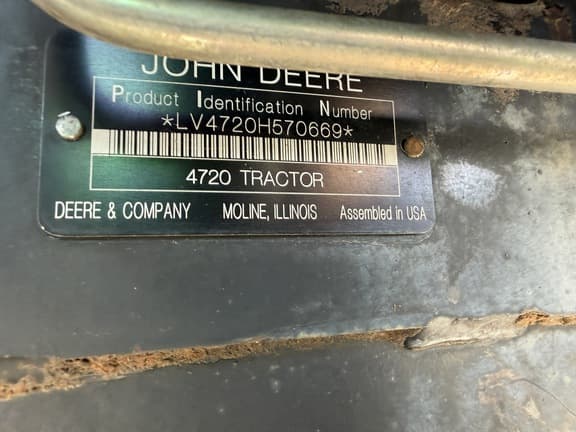 JOHN DEERE
Product Identification Number
*LV4720H570669*
4720 TRACTOR
DEERE & COMPANY MOLINE, ILLINOIS Assembled in USA